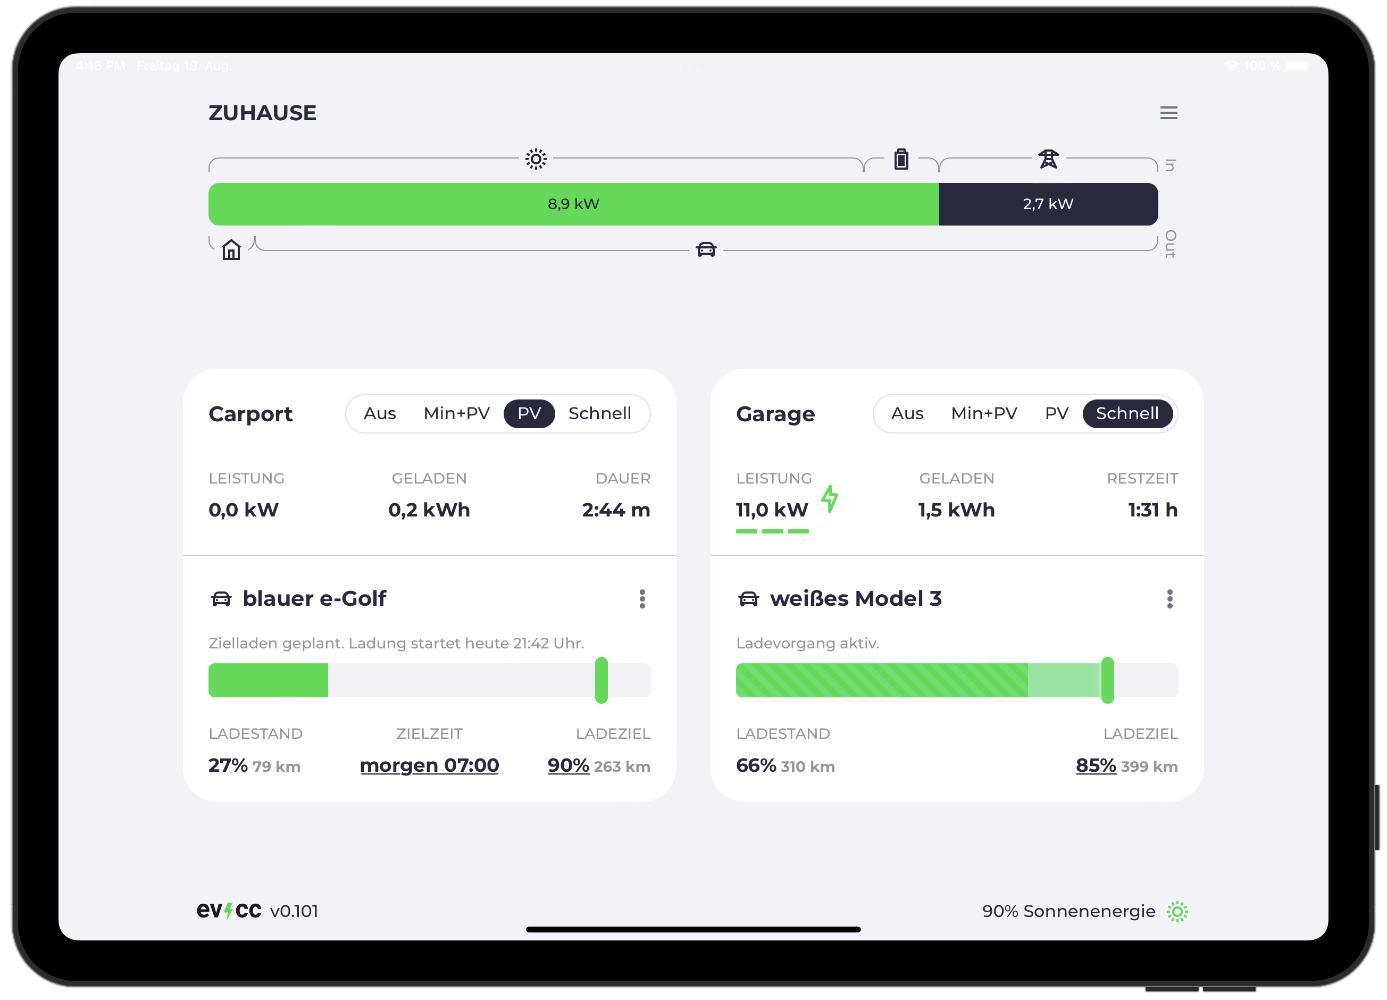 4:16 PM Freitag 19. Aug.
100 %
ZUHAUSE
In
8,9 kW 2,7 kW
Out
Carport Aus Min+PV PV Schnell
LEISTUNG GELADEN DAUER
0,0 kW 0,2 kWh 2:44 m
blauer e-Golf
Zielladen geplant. Ladung startet heute 21:42 Uhr.
LADESTAND ZIELZEIT LADEZIEL
27% 79 km morgen 07:00 90% 263 km
Garage Aus Min+PV PV Schnell
LEISTUNG GELADEN RESTZEIT
11,0 kW 1,5 kWh 1:31 h
weißes Model 3
Ladevorgang aktiv.
LADESTAND LADEZIEL
66% 310 km 85% 399 km
evcc v0.101
90% Sonnenenergie